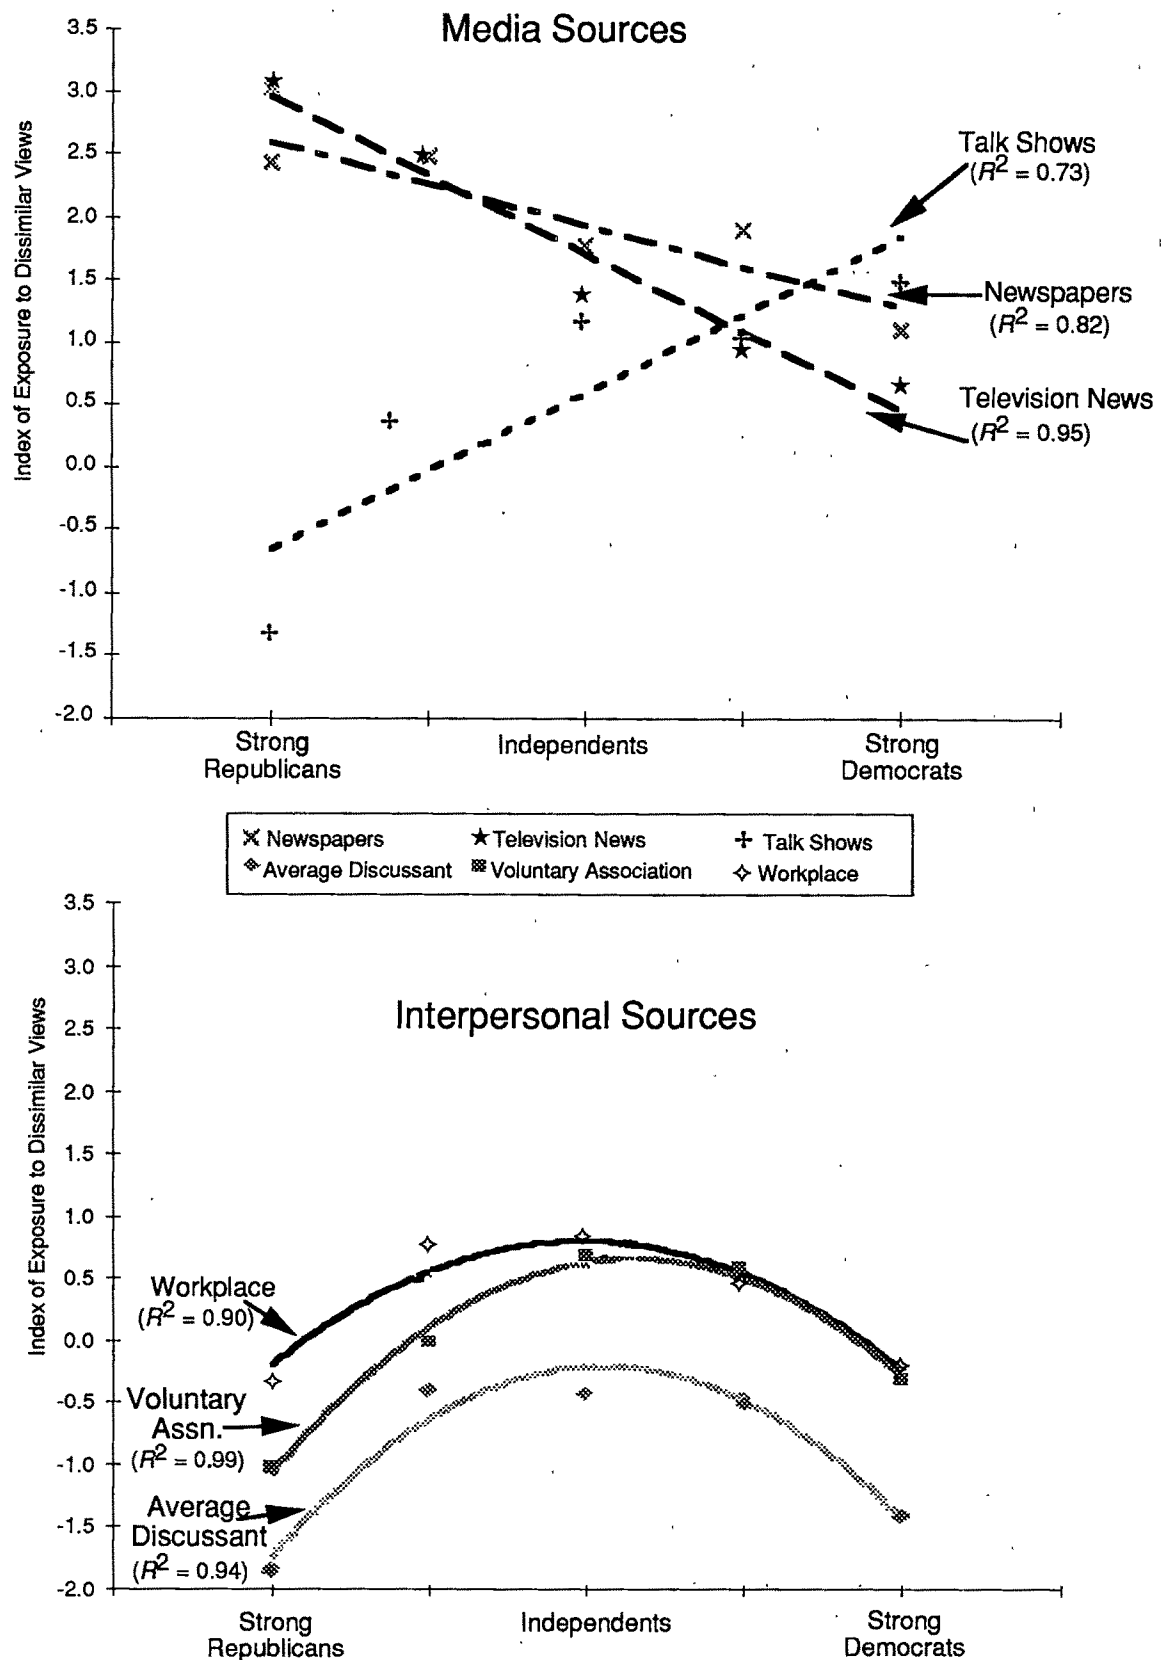 Media Sources
Index of Exposure to Dissimilar Views
3.5
3.0
2.5
2.0
1.5
1.0
0.5
0.0
-0.5
-1.0
-1.5
-2.0
Talk Shows
(R² = 0.73)
Newspapers
(R² = 0.82)
Television News
(R² = 0.95)
Strong
Republicans
Independents
Strong
Democrats
Newspapers
Television News
Talk Shows
Average Discussant
Voluntary Association
Workplace
Interpersonal Sources
Index of Exposure to Dissimilar Views
3.5
3.0
2.5
2.0
1.5
1.0
0.5
0.0
-0.5
-1.0
-1.5
-2.0
Workplace
(R² = 0.90)
Voluntary
Assn.
(R² = 0.99)
Average
Discussant
(R² = 0.94)
Strong
Republicans
Independents
Strong
Democrats